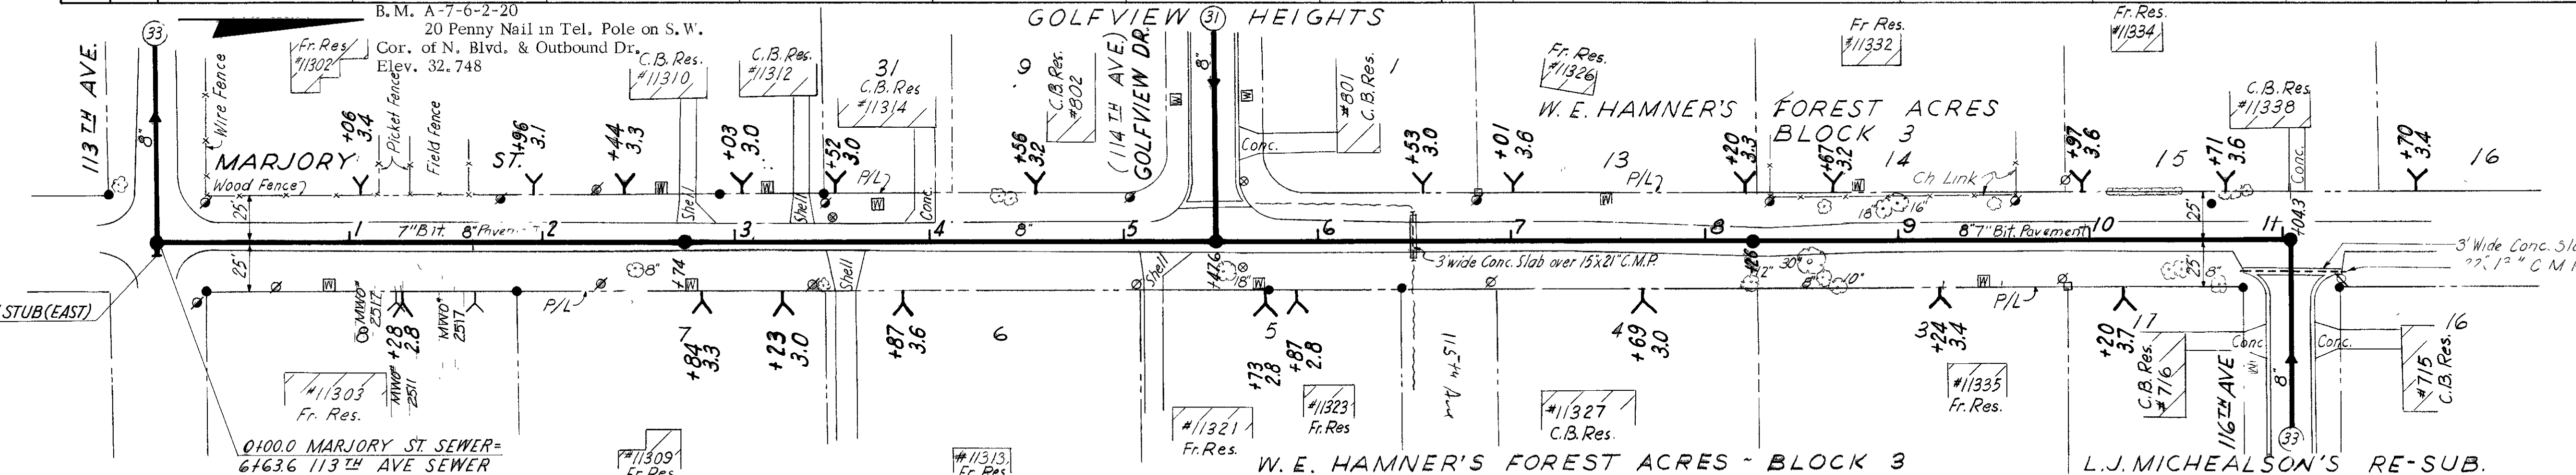 B.M. A-7-6-2-20
20 Penny Nail in Tel. Pole on S.W.
Cor. of N. Blvd. & Outbound Dr.
Elev. 32.748
GOLFVIEW HEIGHTS
31
33
113TH AVE.
8"
Wire Fence
Fr. Res
#11302
Picket Fence
Field Fence
C.B. Res.
#11310
C.B. Res.
#11312
31
C.B. Res
#11314
9
C.B. Res.
#802
(114TH AVE.)
GOLFVIEW DR.
8"
#801
C.B. Res.
1
Fr. Res.
#11326
Fr Res.
#11332
Fr. Res.
#11334
C.B. Res
#11338
W.E. HAMNER'S FOREST ACRES
BLOCK 3
MARJORY ST.
Wood Fence
+06
3.4
+96
3.1
+44
3.3
+03
3.0
+52
3.0
+56
3.2
+53
3.0
+01
3.6
+20
3.3
+67
3.2
+97
3.6
+71
3.6
+70
3.4
13
14
15
16
P/L
P/L
Ch Link
Conc.
Conc.
Conc.
Shell
Shell
W
W
W
W
W
W
W
18"
16"
25'
25'
1
7" Bit.
8"
2
3
4
8"
5
6
7
8
9
8"
7" Bit. Pavement
10
11
+04.3
25'
25'
+74
+47.6
+26
3' wide Conc. Slab over 15"x21" C.M.P.
3' Wide Conc.
STUB (EAST)
P/L
P/L
8"
18"
12"
30"
8"
10"
8"
Shell
Shell
W
W
W
W
MWO#
2517
MWO#
2511
MWO#
2517
+28
2.8
+84
3.3
+23
3.0
+87
3.6
+73
2.8
+87
2.8
+69
3.0
+24
3.4
+20
3.7
7
6
5
4
3
17
16
115th Ave
#11303
Fr. Res.
#11309
Fr Res.
#11313
Fr. Res.
#11321
Fr. Res.
#11323
Fr. Res
#11327
C.B. Res.
#11335
Fr. Res.
C.B. Res.
#716
116TH AVE
Conc.
Conc.
8"
33
#715
C.B. Res.
0+00.0 MARJORY ST. SEWER=
6+63.6 113TH AVE SEWER
W.E. HAMNER'S FOREST ACRES - BLOCK 3
L.J. MICHEALSON'S RE-SUB.